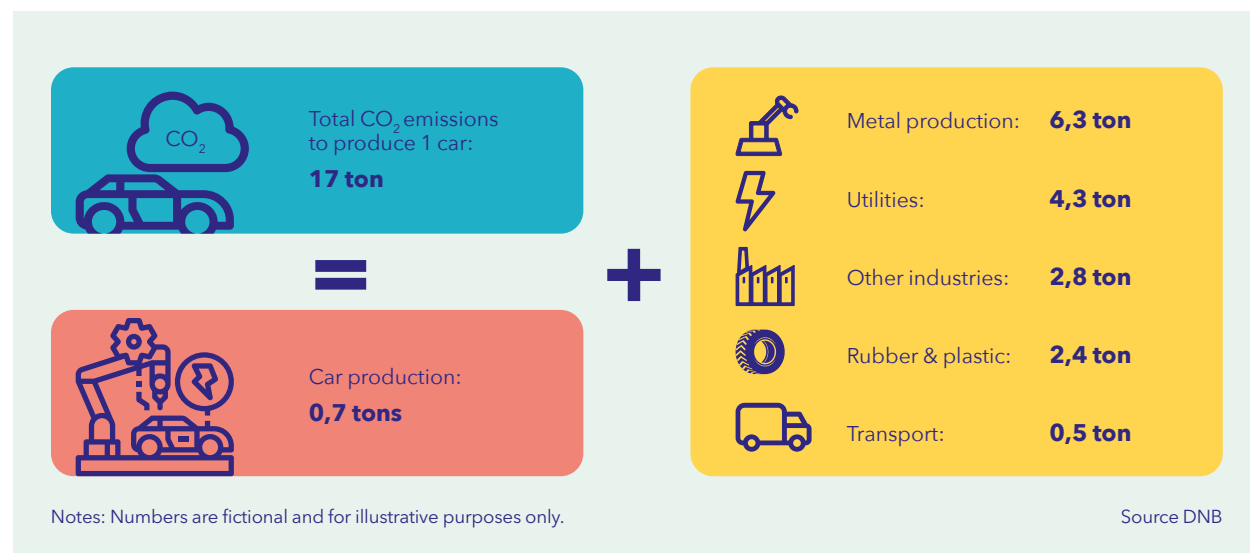 CO₂
Total CO₂ emissions
to produce 1 car:
17 ton
=
Car production:
0,7 tons
+
Metal production: 6,3 ton
Utilities: 4,3 ton
Other industries: 2,8 ton
Rubber & plastic: 2,4 ton
Transport: 0,5 ton
Notes: Numbers are fictional and for illustrative purposes only.
Source DNB